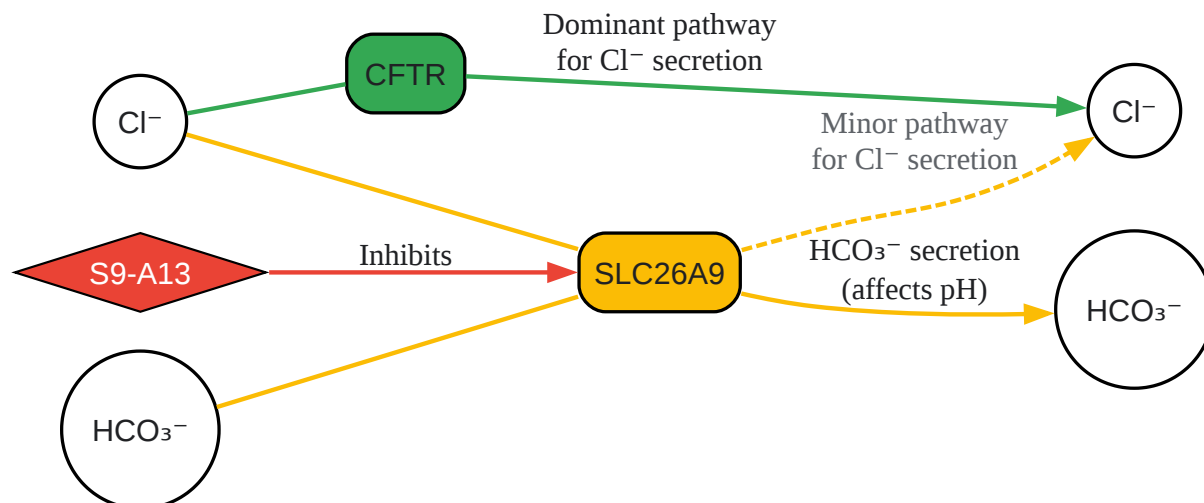 Dominant pathway
for Cl⁻ secretion
CFTR
Cl⁻
Cl⁻
Minor pathway
for Cl⁻ secretion
S9-A13
Inhibits
SLC26A9
HCO₃⁻ secretion
(affects pH)
HCO₃⁻
HCO₃⁻